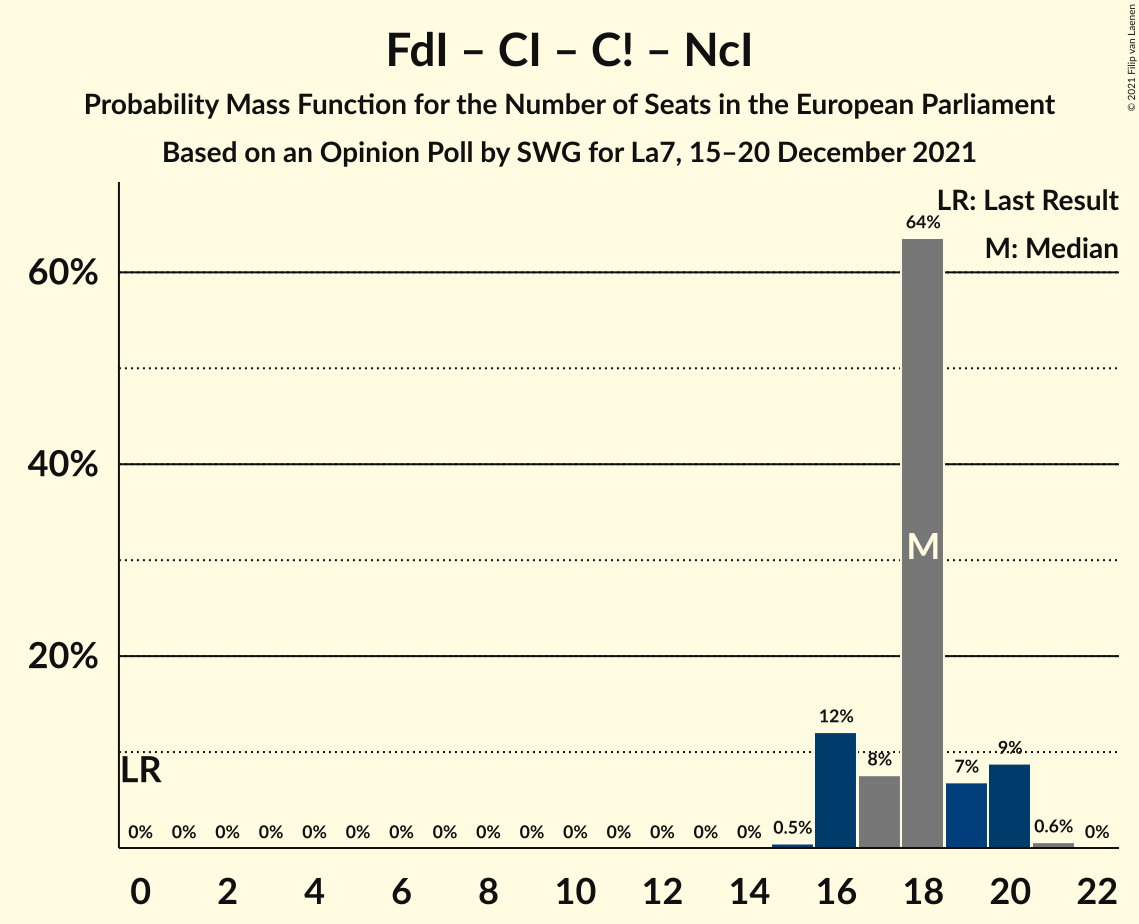 FdI – CI – C! – NcI
Probability Mass Function for the Number of Seats in the European Parliament
Based on an Opinion Poll by SWG for La7, 15–20 December 2021
© 2021 Filip van Laenen
LR: Last Result
M: Median
60%
40%
20%
64%
M
12%
8%
7%
9%
LR
0% 0% 0% 0% 0% 0% 0% 0% 0% 0% 0% 0% 0% 0% 0% 0.5% 0.6% 0%
0 2 4 6 8 10 12 14 16 18 20 22